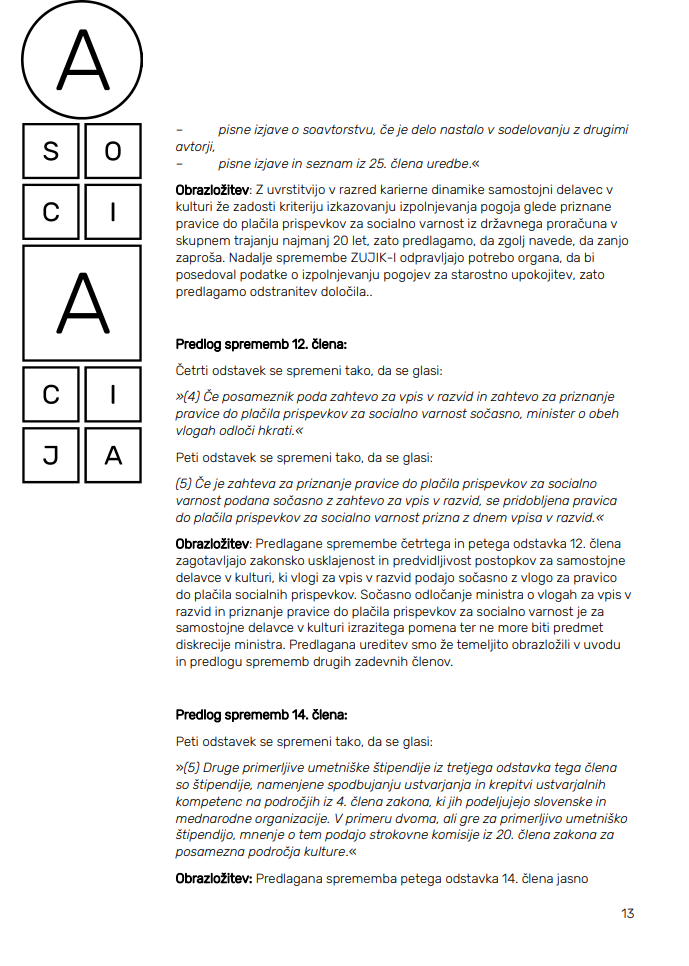 A
S O
C I
A
C I
J A
– pisne izjave o soavtorstvu, če je delo nastalo v sodelovanju z drugimi
avtorji,
– pisne izjave in seznam iz 25. člena uredbe.«
Obrazložitev: Z uvrstitvijo v razred karierne dinamike samostojni delavec v
kulturi že zadosti kriteriju izkazovanju izpolnjevanja pogoja glede priznane
pravice do plačila prispevkov za socialno varnost iz državnega proračuna v
skupnem trajanju najmanj 20 let, zato predlagamo, da zgolj navede, da zanjo
zaproša. Nadalje spremembe ZUJIK-I odpravljajo potrebo organa, da bi
posedoval podatke o izpolnjevanju pogojev za starostno upokojitev, zato
predlagamo odstranitev določila..
Predlog sprememb 12. člena:
Četrti odstavek se spremeni tako, da se glasi:
»(4) Če posameznik poda zahtevo za vpis v razvid in zahtevo za priznanje
pravice do plačila prispevkov za socialno varnost sočasno, minister o obeh
vlogah odloči hkrati.«
Peti odstavek se spremeni tako, da se glasi:
(5) Če je zahteva za priznanje pravice do plačila prispevkov za socialno
varnost podana sočasno z zahtevo za vpis v razvid, se pridobljena pravica
do plačila prispevkov za socialno varnost prizna z dnem vpisa v razvid.«
Obrazložitev: Predlagane spremembe četrtega in petega odstavka 12. člena
zagotavljajo zakonsko usklajenost in predvidljivost postopkov za samostojne
delavce v kulturi, ki vlogi za vpis v razvid podajo sočasno z vlogo za pravico
do plačila socialnih prispevkov. Sočasno odločanje ministra o vlogah za vpis v
razvid in priznanje pravice do plačila prispevkov za socialno varnost je za
samostojne delavce v kulturi izrazitega pomena ter ne more biti predmet
diskrecije ministra. Predlagana ureditev smo že temeljito obrazložili v uvodu
in predlogu sprememb drugih zadevnih členov.
Predlog sprememb 14. člena:
Peti odstavek se spremeni tako, da se glasi:
»(5) Druge primerljive umetniške štipendije iz tretjega odstavka tega člena
so štipendije, namenjene spodbujanju ustvarjanja in krepitvi ustvarjalnih
kompetenc na področjih iz 4. člena zakona, ki jih podeljujejo slovenske in
mednarodne organizacije. V primeru dvoma, ali gre za primerljivo umetniško
štipendijo, mnenje o tem podajo strokovne komisije iz 20. člena zakona za
posamezna področja kulture.«
Obrazložitev: Predlagana sprememba petega odstavka 14. člena jasno
13